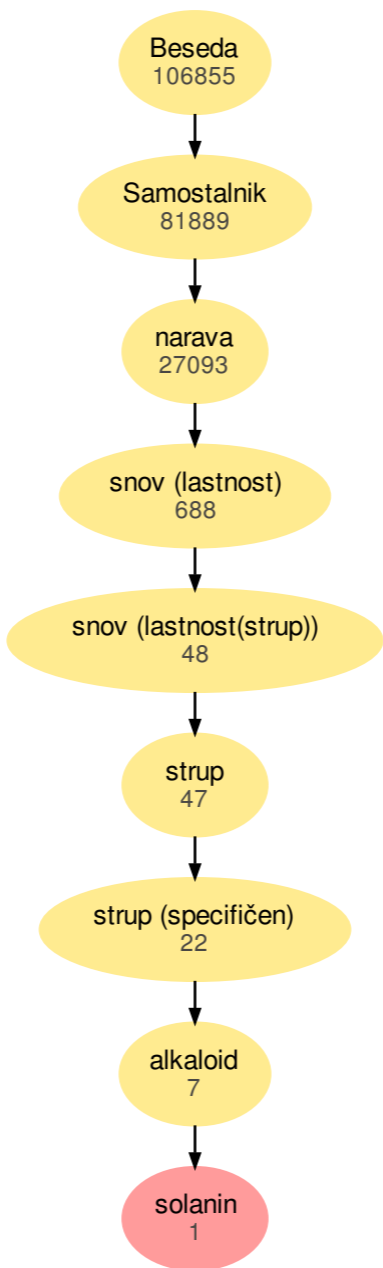 Beseda
106855
Samostalnik
81889
narava
27093
snov (lastnost)
688
snov (lastnost(strup))
48
strup
47
strup (specifičen)
22
alkaloid
7
solanin
1